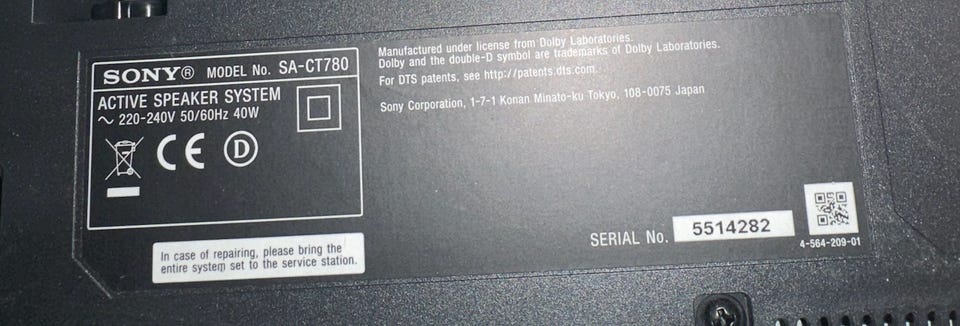 SONY® MODEL No. SA-CT780
ACTIVE SPEAKER SYSTEM
~ 220-240V 50/60Hz 40W
CE D
In case of repairing, please bring the
entire system set to the service station.
Manufactured under license from Dolby Laboratories.
Dolby and the double-D symbol are trademarks of Dolby Laboratories.
For DTS patents, see http://patents.dts.com.
Sony Corporation, 1-7-1 Konan Minato-ku Tokyo, 108-0075 Japan
SERIAL No. 5514282
4-564-209-01